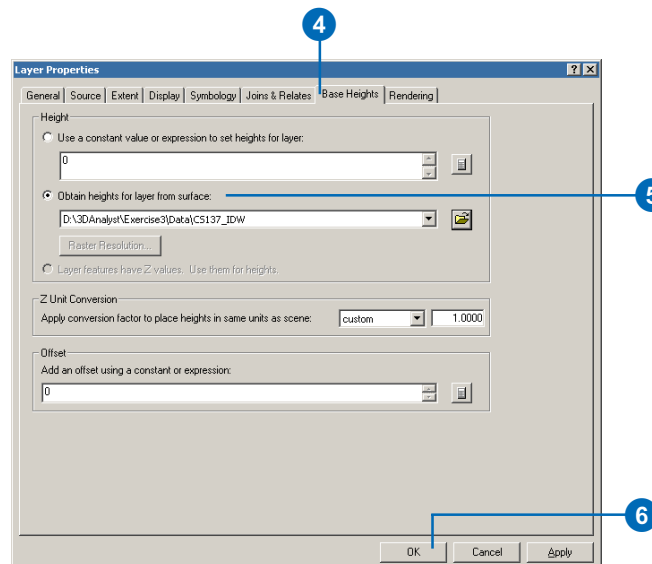 4
Layer Properties
General Source Extent Display Symbology Joins & Relates Base Heights Rendering
Height
Use a constant value or expression to set heights for layer:
0
Obtain heights for layer from surface:
5
D:\3DAnalyst\Exercise3\Data\CS137_IDW
Raster Resolution...
Layer features have Z values. Use them for heights.
Z Unit Conversion
Apply conversion factor to place heights in same units as scene: custom 1.0000
Offset
Add an offset using a constant or expression:
0
6
OK Cancel Apply